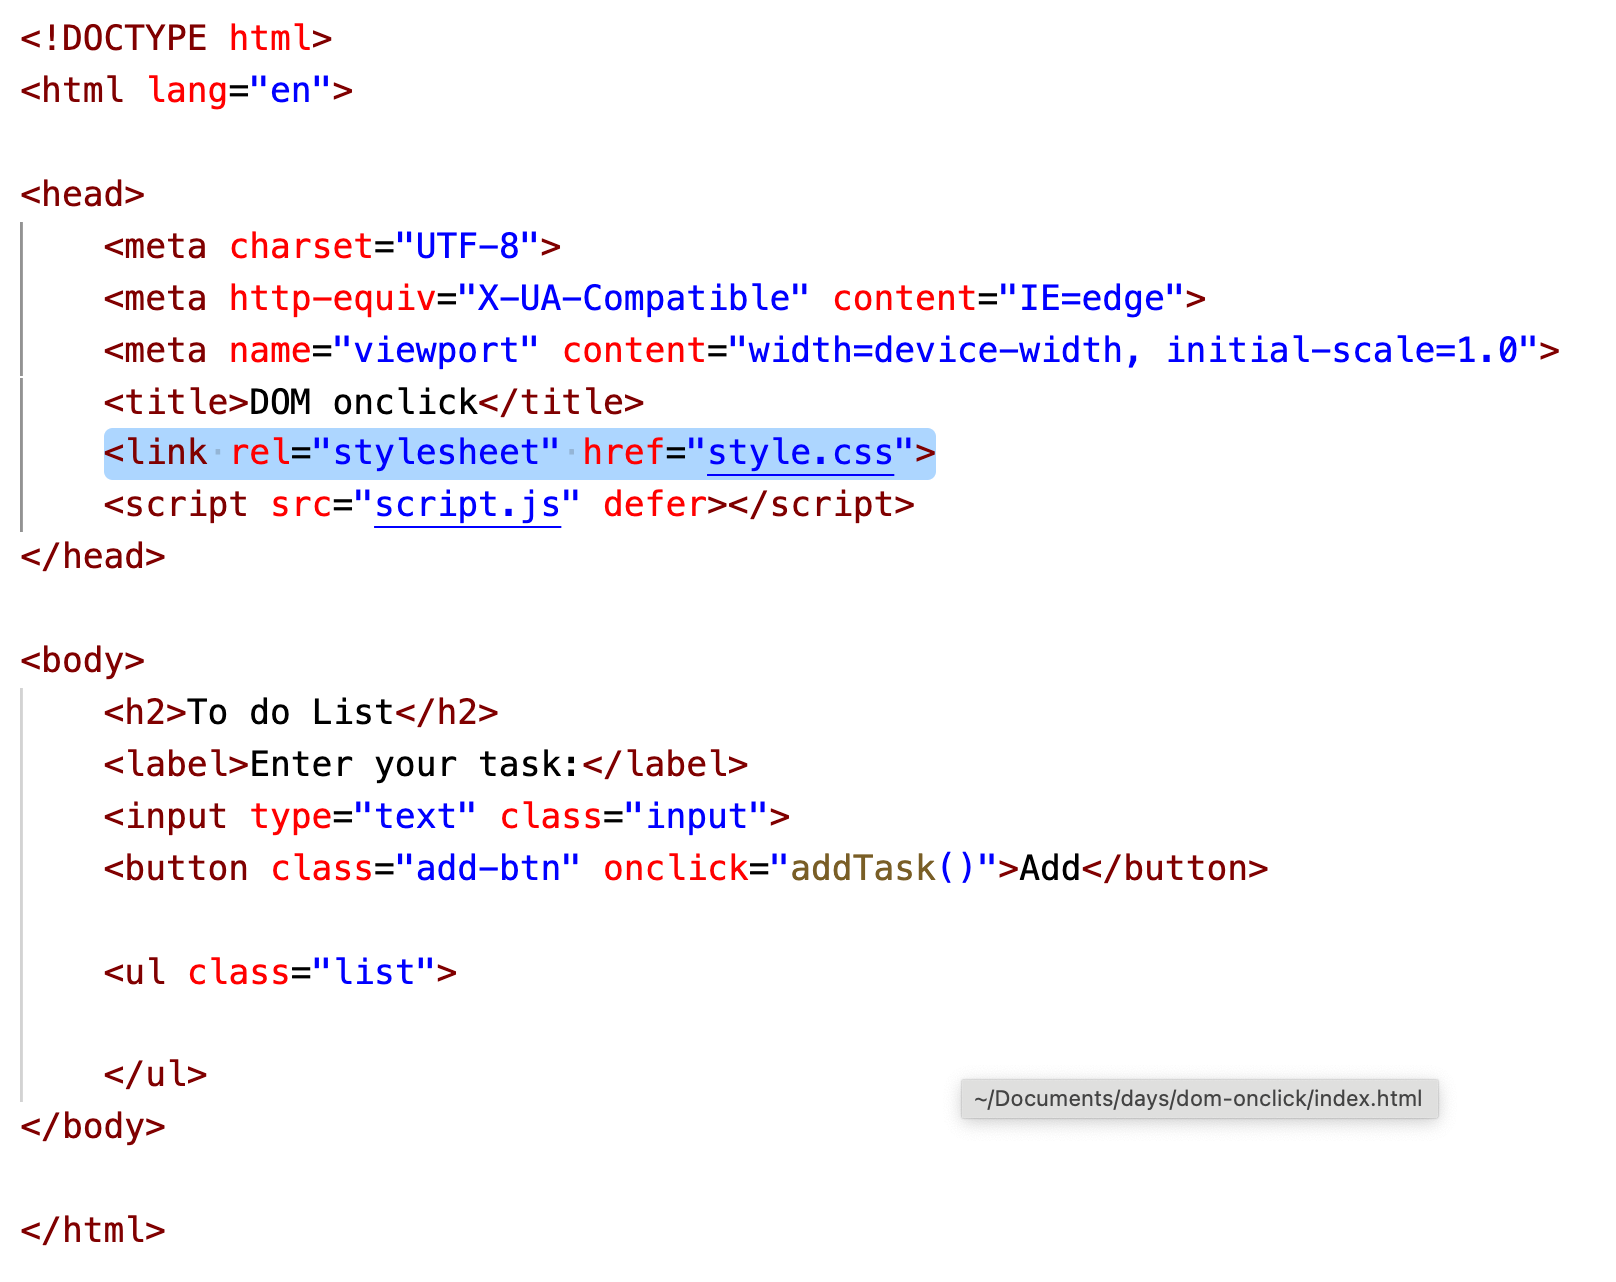 <!DOCTYPE html>
<html lang="en">
<head>
<meta charset="UTF-8">
<meta http-equiv="X-UA-Compatible" content="IE=edge">
<meta name="viewport" content="width=device-width, initial-scale=1.0">
<title>DOM onclick</title>
<link rel="stylesheet" href="style.css">
<script src="script.js" defer></script>
</head>
<body>
<h2>To do List</h2>
<label>Enter your task:</label>
<input type="text" class="input">
<button class="add-btn" onclick="addTask()">Add</button>
<ul class="list">
</ul>
~/Documents/days/dom-onclick/index.html
</body>
</html>